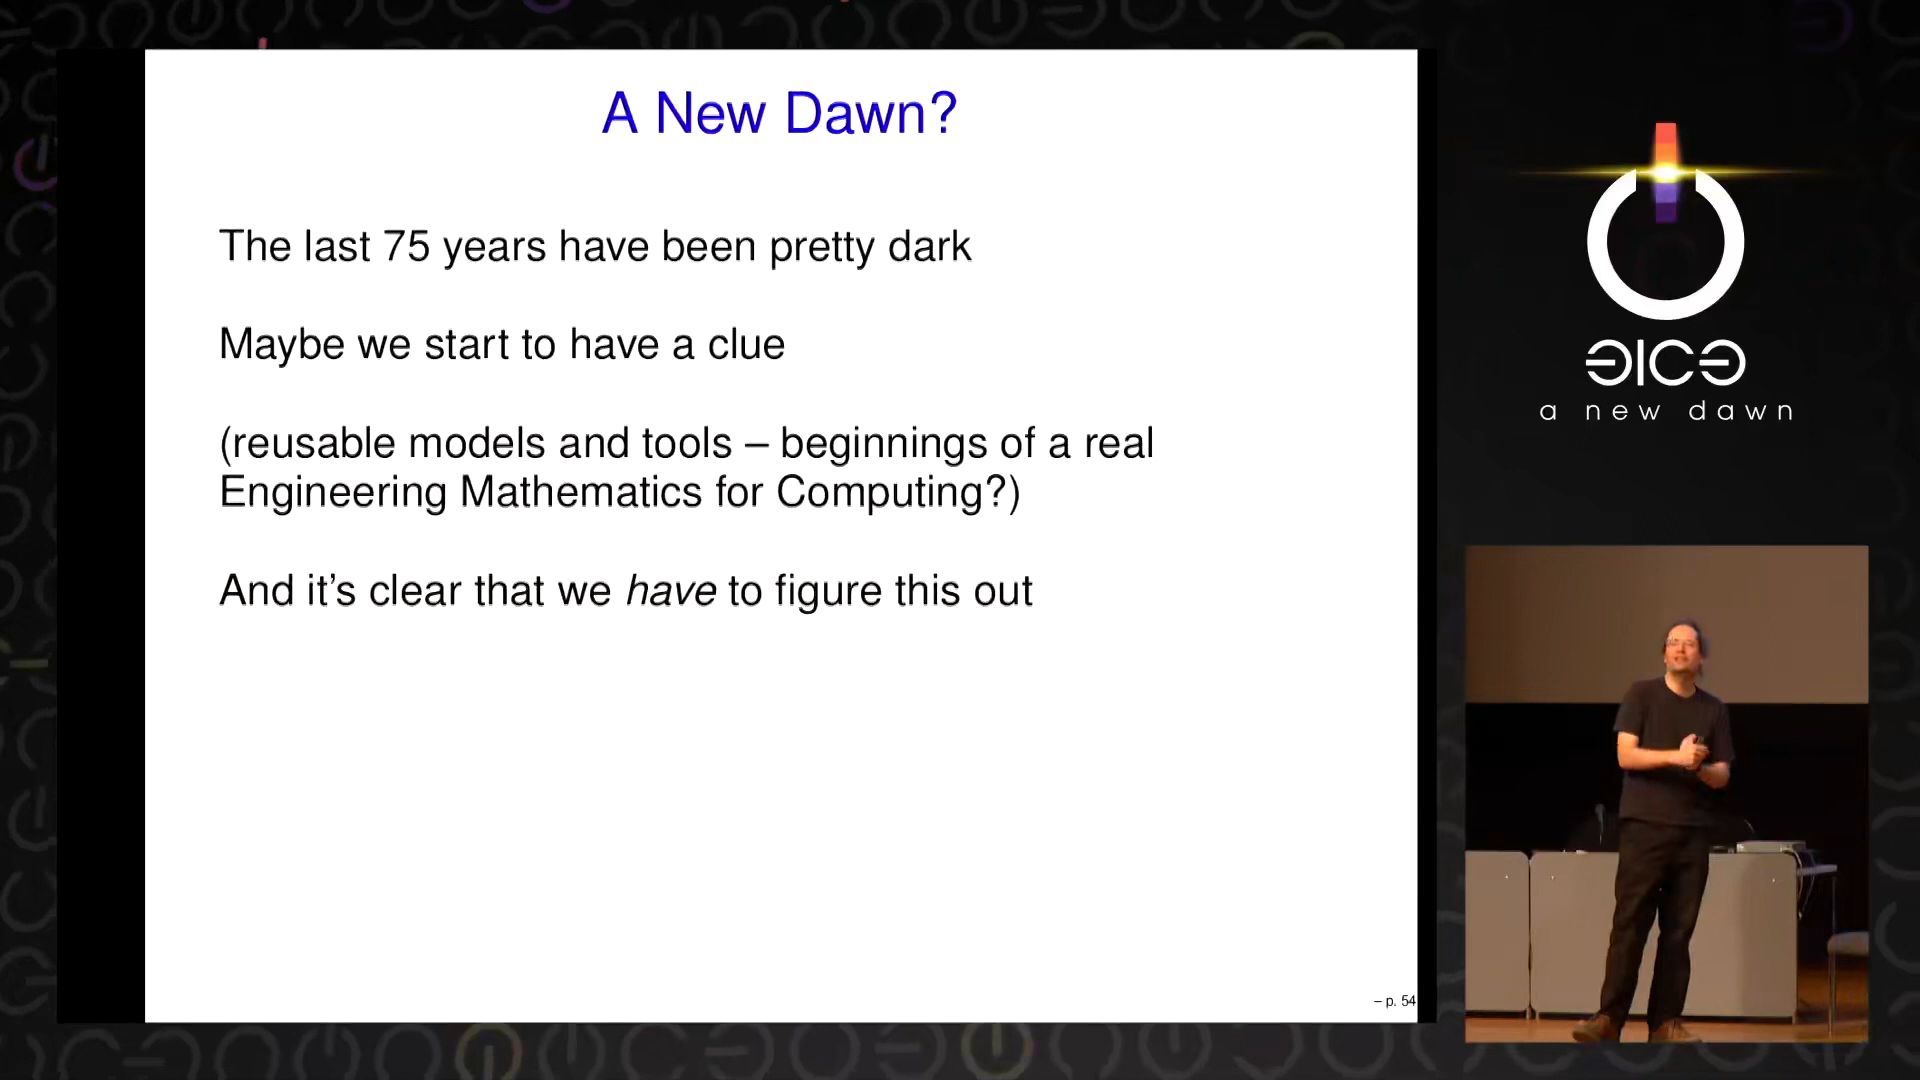 A New Dawn?
The last 75 years have been pretty dark
Maybe we start to have a clue
(reusable models and tools – beginnings of a real
Engineering Mathematics for Computing?)
And it's clear that we have to figure this out
– p. 54
a new dawn